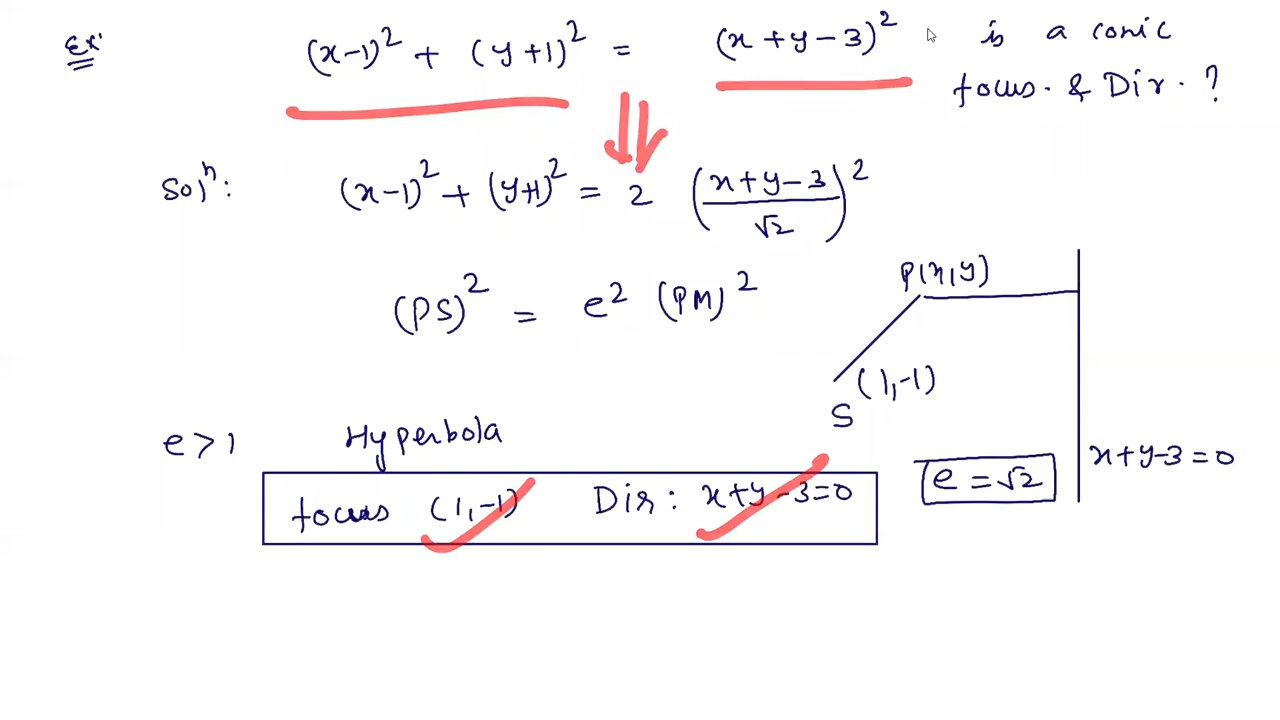 Ex: (x-1)² + (y+1)² = (x+y-3)² is a conic
focus. & Dir. ?
Solⁿ: (x-1)² + (y+1)² = 2 ((x+y-3)/√2)²
(PS)² = e² (PM)²
P(x,y)
S (1,-1)
e>1 Hyperbola
x+y-3=0
e=√2
focus (1,-1) Dir: x+y-3=0